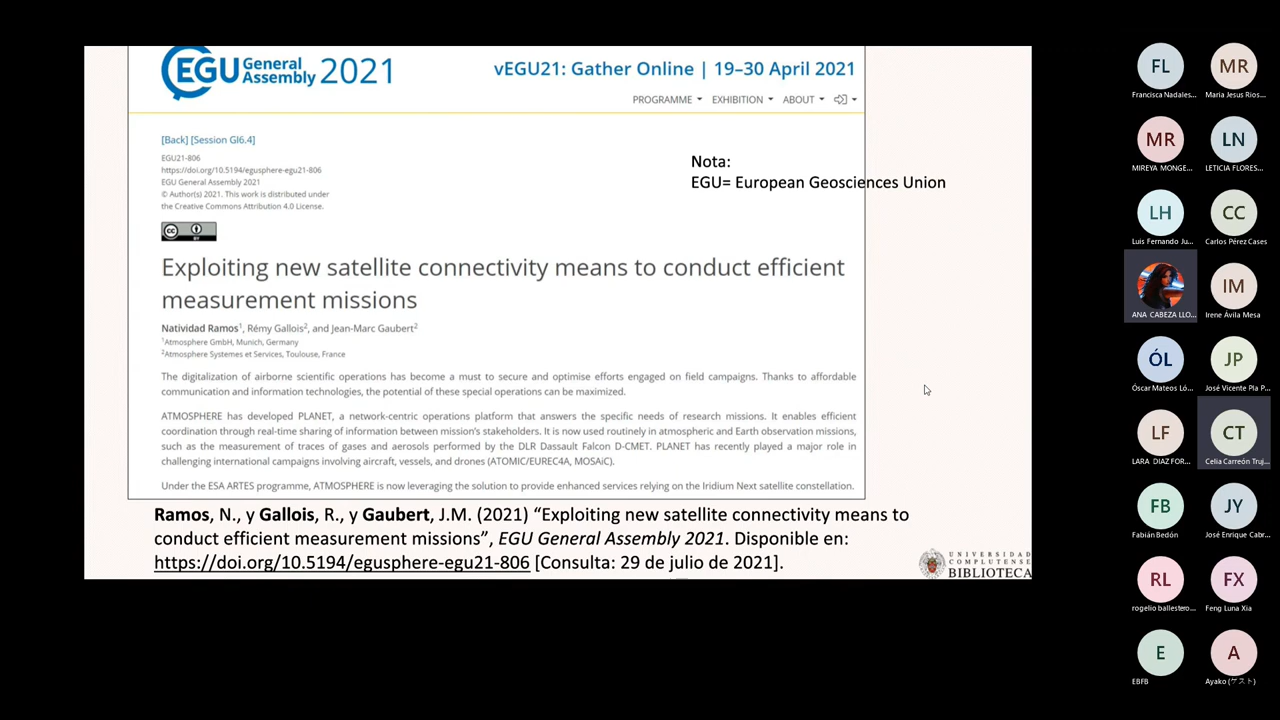 EGU General Assembly 2021
vEGU21: Gather Online | 19–30 April 2021
PROGRAMME EXHIBITION ABOUT
[Back] [Session GI6.4]
EGU21-806
https://doi.org/10.5194/egusphere-egu21-806
EGU General Assembly 2021
© Author(s) 2021. This work is distributed under
the Creative Commons Attribution 4.0 License.
cc BY
Nota:
EGU= European Geosciences Union
Exploiting new satellite connectivity means to conduct efficient
measurement missions
Natividad Ramos1, Rémy Gallois2, and Jean-Marc Gaubert2
1Atmosphere GmbH, Munich, Germany
2Atmosphere Systemes et Services, Toulouse, France
The digitalization of airborne scientific operations has become a must to secure and optimise efforts engaged on field campaigns. Thanks to affordable
communication and information technologies, the potential of these special operations can be maximized.
ATMOSPHERE has developed PLANET, a network-centric operations platform that answers the specific needs of research missions. It enables efficient
coordination through real-time sharing of information between mission's stakeholders. It is now used routinely in atmospheric and Earth observation missions,
such as the measurement of traces of gases and aerosols performed by the DLR Dassault Falcon D-CMET. PLANET has recently played a major role in
challenging international campaigns involving aircraft, vessels, and drones (ATOMIC/EUREC4A, MOSAiC).
Under the ESA ARTES programme, ATMOSPHERE is now leveraging the solution to provide enhanced services relying on the Iridium Next satellite constellation.
Ramos, N., y Gallois, R., y Gaubert, J.M. (2021) “Exploiting new satellite connectivity means to
conduct efficient measurement missions”, EGU General Assembly 2021. Disponible en:
https://doi.org/10.5194/egusphere-egu21-806 [Consulta: 29 de julio de 2021].
UNIVERSIDAD
COMPLUTENSE
BIBLIOTECA
FL MR
Francisca Nadales... Maria Jesus Ríos...
MR LN
MIREYA MONGE... LETICIA FLORES...
LH CC
Luis Fernando Ju... Carlos Pérez Cases
IM
ANA CABEZA LLO... Irene Ávila Mesa
ÓL JP
Óscar Mateos Ló... José Vicente Pla P...
LF CT
LARA DIAZ FOR... Celia Carreón Truj...
FB JY
Fabián Bedón José Enrique Cabr...
RL FX
rogelio ballestero... Feng Luna Xia
E A
EBFB Ayako (ゲスト)